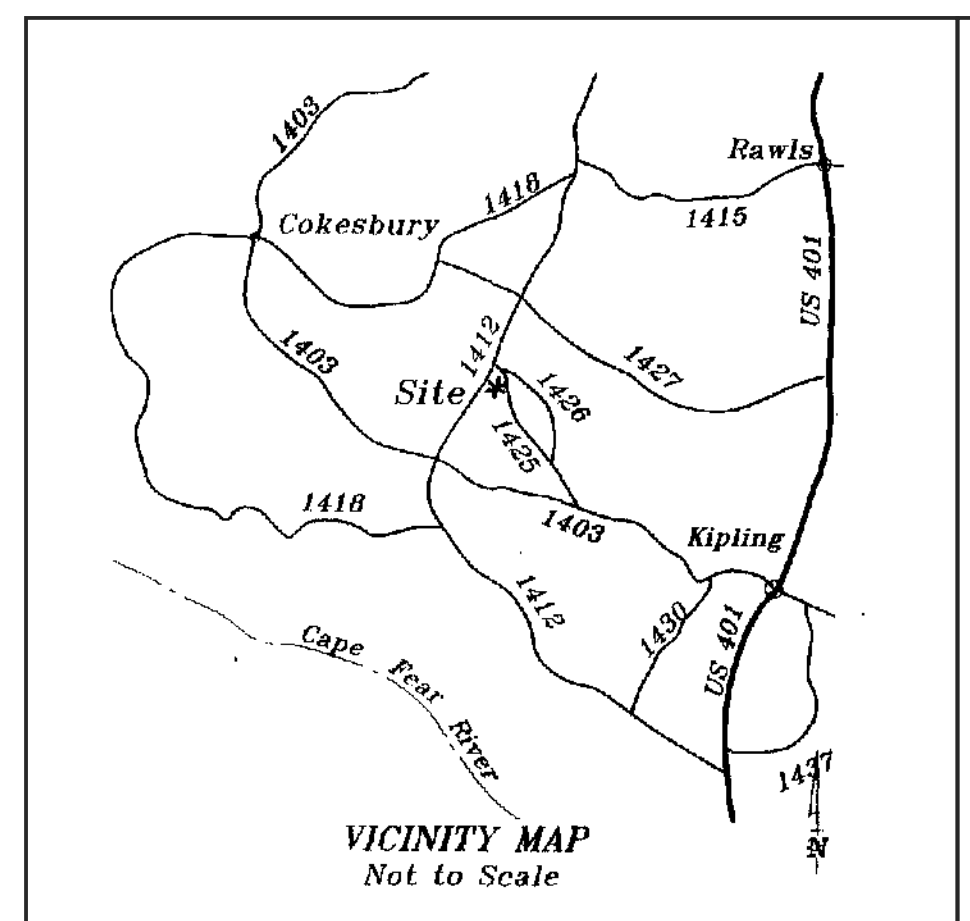 1403
Rawls
1418
1415
Cokesbury
US 401
1412
1403
1427
Site
1426
1425
1418
1403
Kipling
1412
1430
US 401
Cape Fear River
1437
VICINITY MAP
Not to Scale
N